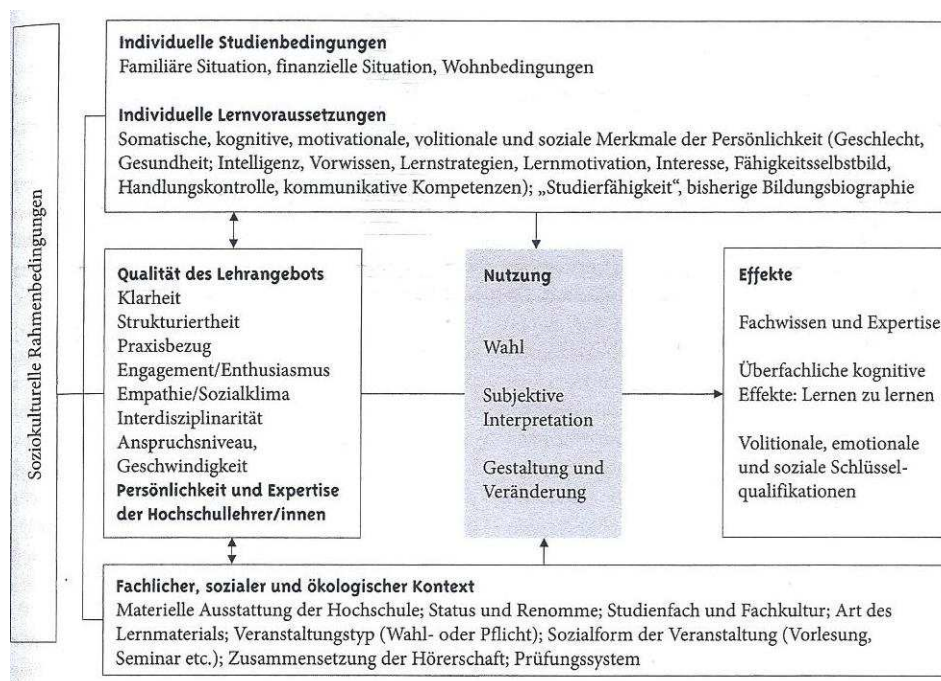 Soziokulturelle Rahmenbedingungen
Individuelle Studienbedingungen
Familiäre Situation, finanzielle Situation, Wohnbedingungen
Individuelle Lernvoraussetzungen
Somatische, kognitive, motivationale, volitionale und soziale Merkmale der Persönlichkeit (Geschlecht,
Gesundheit; Intelligenz, Vorwissen, Lernstrategien, Lernmotivation, Interesse, Fähigkeitsselbstbild,
Handlungskontrolle, kommunikative Kompetenzen); „Studierfähigkeit“, bisherige Bildungsbiographie
Qualität des Lehrangebots
Klarheit
Strukturiertheit
Praxisbezug
Engagement/Enthusiasmus
Empathie/Sozialklima
Interdisziplinarität
Anspruchsniveau,
Geschwindigkeit
Persönlichkeit und Expertise
der Hochschullehrer/innen
Nutzung
Wahl
Subjektive
Interpretation
Gestaltung und
Veränderung
Effekte
Fachwissen und Expertise
Überfachliche kognitive
Effekte: Lernen zu lernen
Volitionale, emotionale
und soziale Schlüssel-
qualifikationen
Fachlicher, sozialer und ökologischer Kontext
Materielle Ausstattung der Hochschule; Status und Renomme; Studienfach und Fachkultur; Art des
Lernmaterials; Veranstaltungstyp (Wahl- oder Pflicht); Sozialform der Veranstaltung (Vorlesung,
Seminar etc.); Zusammensetzung der Hörerschaft; Prüfungssystem